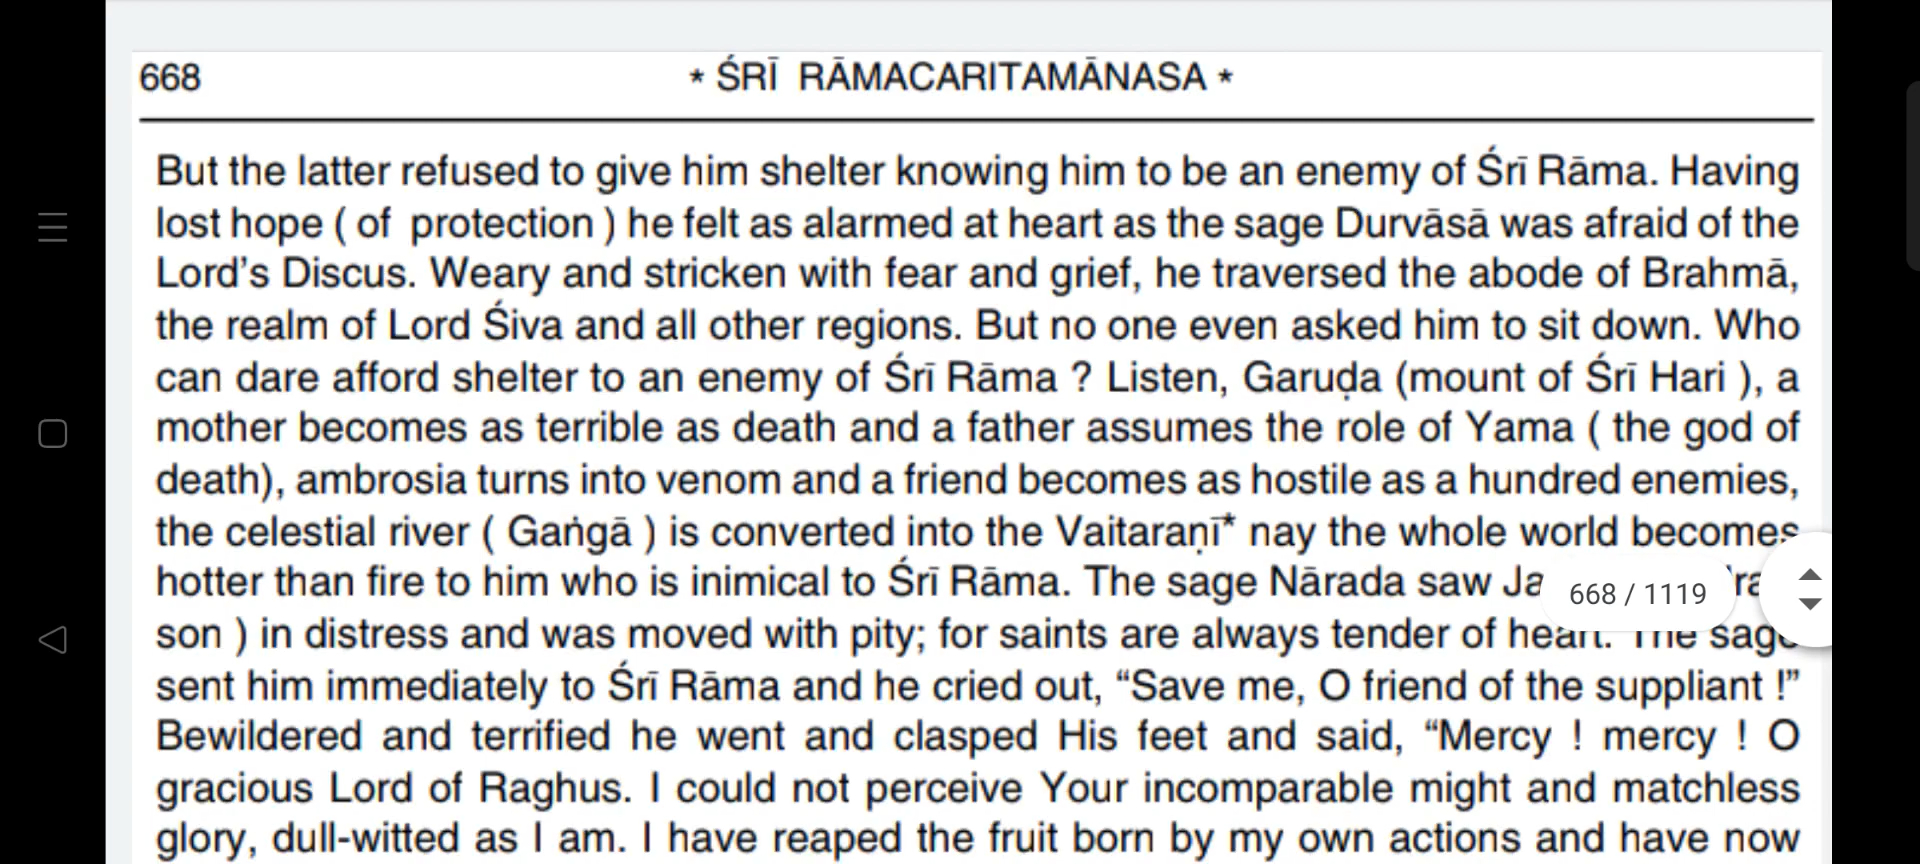 668
* ŚRĪ RĀMACARITAMĀNASA *
But the latter refused to give him shelter knowing him to be an enemy of Śrī Rāma. Having
lost hope ( of protection ) he felt as alarmed at heart as the sage Durvāsā was afraid of the
Lord’s Discus. Weary and stricken with fear and grief, he traversed the abode of Brahmā,
the realm of Lord Śiva and all other regions. But no one even asked him to sit down. Who
can dare afford shelter to an enemy of Śrī Rāma ? Listen, Garuḍa (mount of Śrī Hari ), a
mother becomes as terrible as death and a father assumes the role of Yama ( the god of
death), ambrosia turns into venom and a friend becomes as hostile as a hundred enemies,
the celestial river ( Gaṅgā ) is converted into the Vaitaraṇī* nay the whole world becomes
hotter than fire to him who is inimical to Śrī Rāma. The sage Nārada saw
668 / 1119
son ) in distress and was moved with pity; for saints are always tender of heart. The sage
sent him immediately to Śrī Rāma and he cried out, “Save me, O friend of the suppliant !”
Bewildered and terrified he went and clasped His feet and said, “Mercy ! mercy ! O
gracious Lord of Raghus. I could not perceive Your incomparable might and matchless
glory, dull-witted as I am. I have reaped the fruit born by my own actions and have now